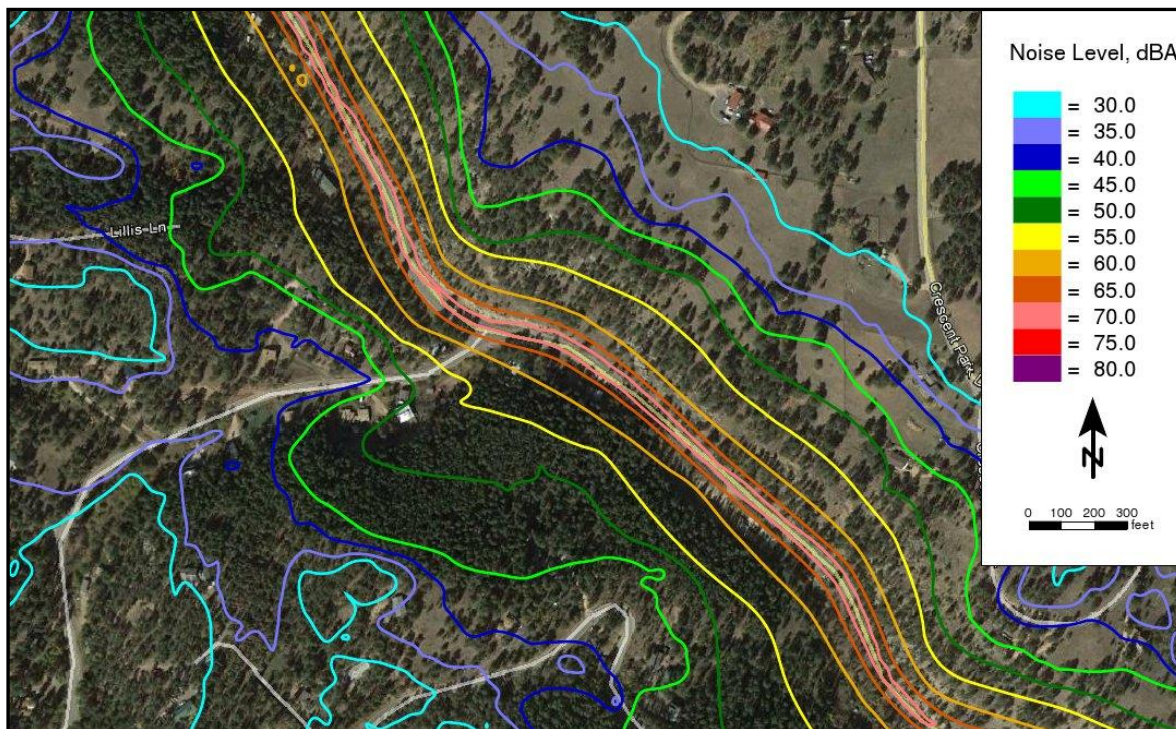 Noise Level, dBA
= 30.0
= 35.0
= 40.0
= 45.0
= 50.0
= 55.0
= 60.0
= 65.0
= 70.0
= 75.0
= 80.0
N
0 100 200 300
feet
Lillis Ln
Crescent Park